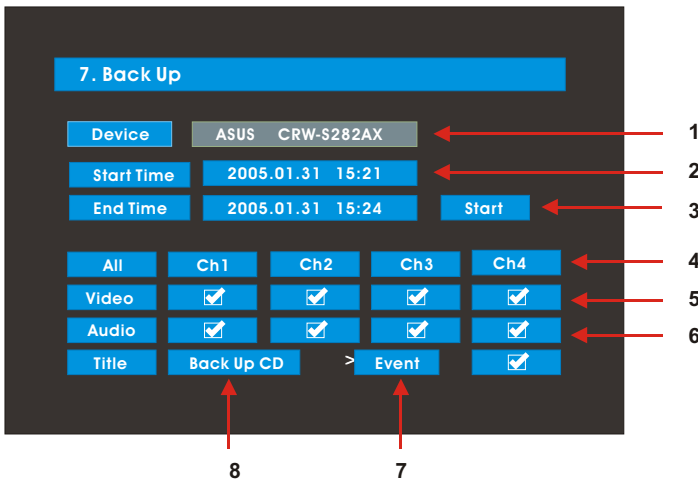 7. Back Up
Device ASUS CRW-S282AX 1
Start Time 2005.01.31 15:21 2
End Time 2005.01.31 15:24 Start 3
All Ch1 Ch2 Ch3 Ch4 4
Video 5
Audio 6
Title Back Up CD > Event
8 7